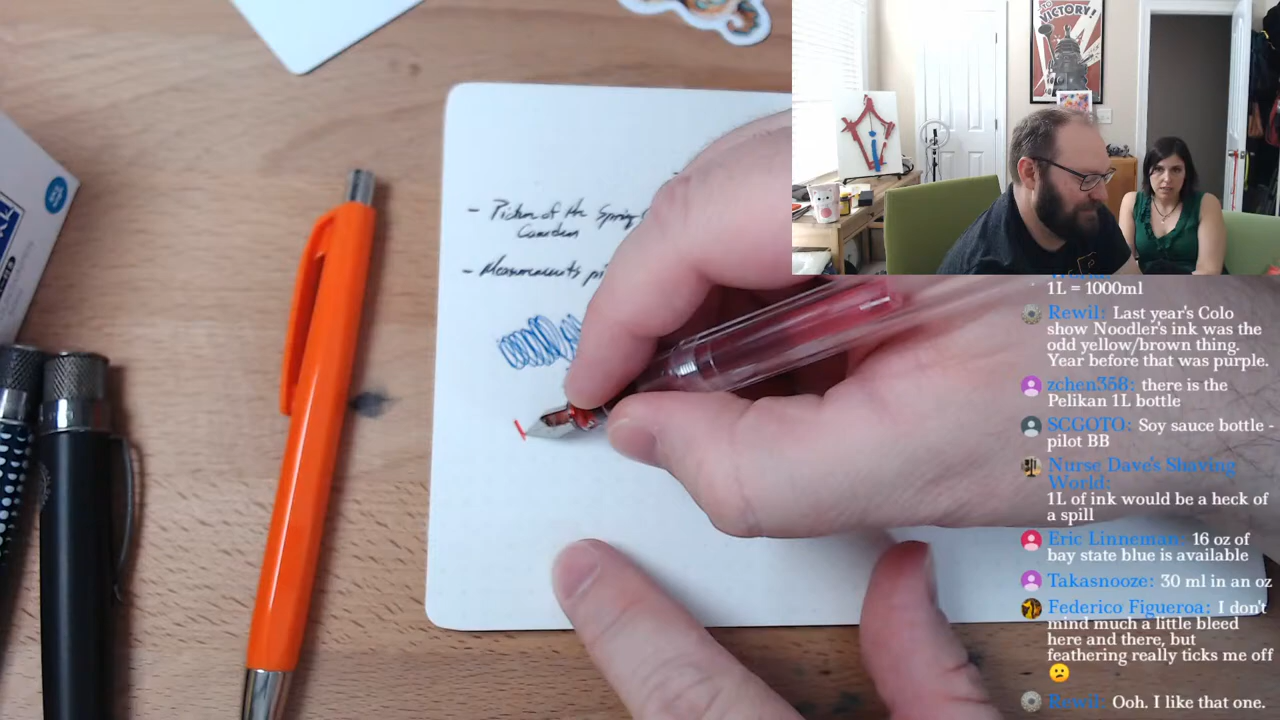 TO
VICTORY!
- Picture of the Spring
Camden
- Measurements
1L = 1000ml
Rewil: Last year's Colo
show Noodler's ink was the
odd yellow/brown thing.
Year before that was purple.
zchen358: there is the
Pelikan 1L bottle
SCGOTO: Soy sauce bottle -
pilot BB
Nurse Dave's Shaving
World:
1L of ink would be a heck of
a spill
Eric Linneman: 16 oz of
bay state blue is available
Takasnooze: 30 ml in an oz
Federico Figueroa: I don't
mind much a little bleed
here and there, but
feathering really ticks me off
Rewil: Ooh. I like that one.